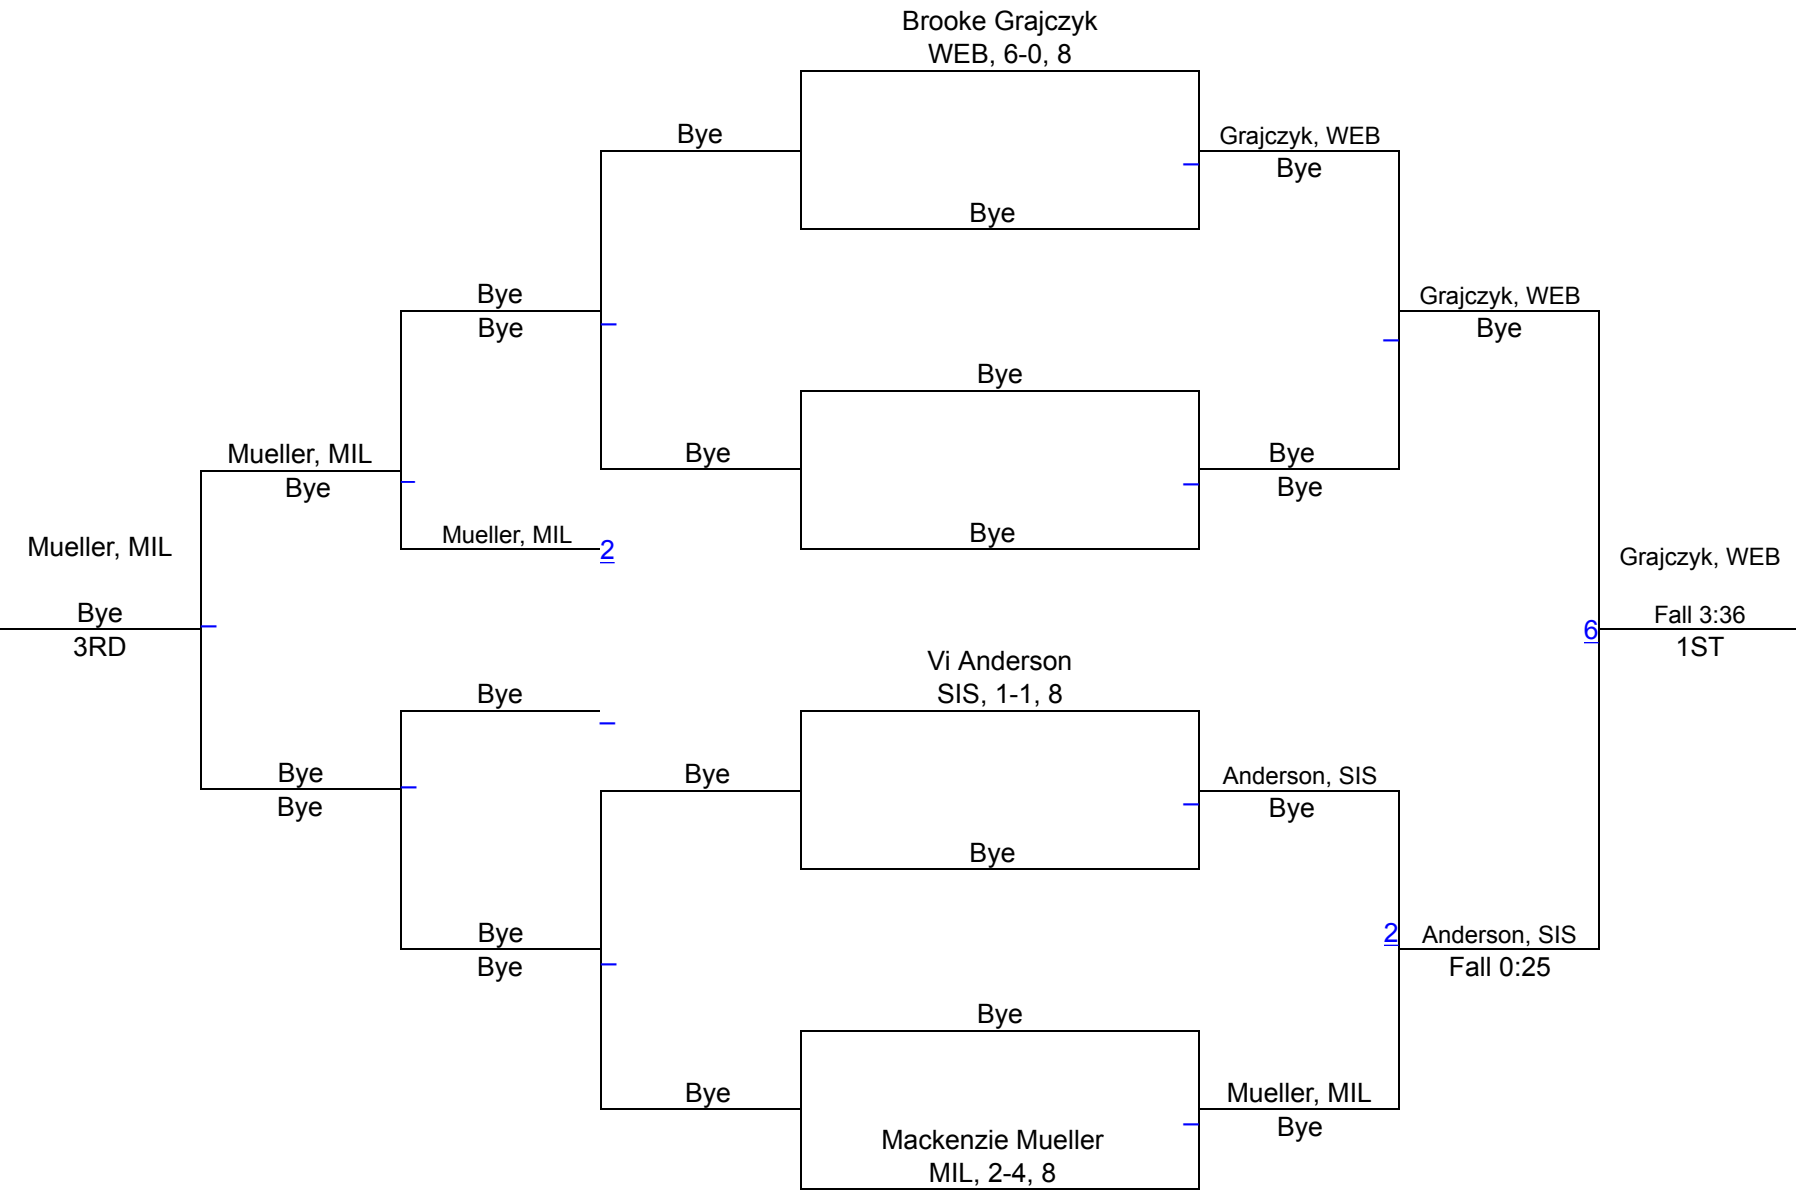 Brooke Grajczyk
WEB, 6-0, 8
Bye
Grajczyk, WEB
Bye
Bye
Bye
Grajczyk, WEB
Bye
Bye
Bye
Mueller, MIL
Bye
Bye
Bye
Bye
Bye
Mueller, MIL
2
Bye
Mueller, MIL
Grajczyk, WEB
Bye
3RD
6
Fall 3:36
1ST
Vi Anderson
SIS, 1-1, 8
Bye
Bye
Bye
Bye
Anderson, SIS
Bye
Bye
Bye
Bye
2
Anderson, SIS
Fall 0:25
Bye
Bye
Mueller, MIL
Bye
Mackenzie Mueller
MIL, 2-4, 8